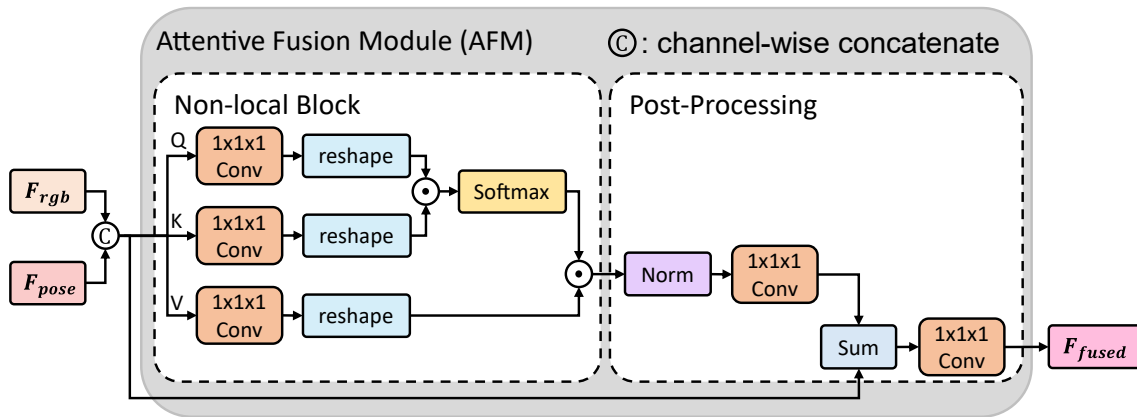 Attentive Fusion Module (AFM)
Ⓒ: channel-wise concatenate
Non-local Block
Post-Processing
Q
1x1x1
Conv
reshape
Softmax
F_rgb
C
F_pose
K
1x1x1
Conv
reshape
V
1x1x1
Conv
reshape
Norm
1x1x1
Conv
Sum
1x1x1
Conv
F_fused